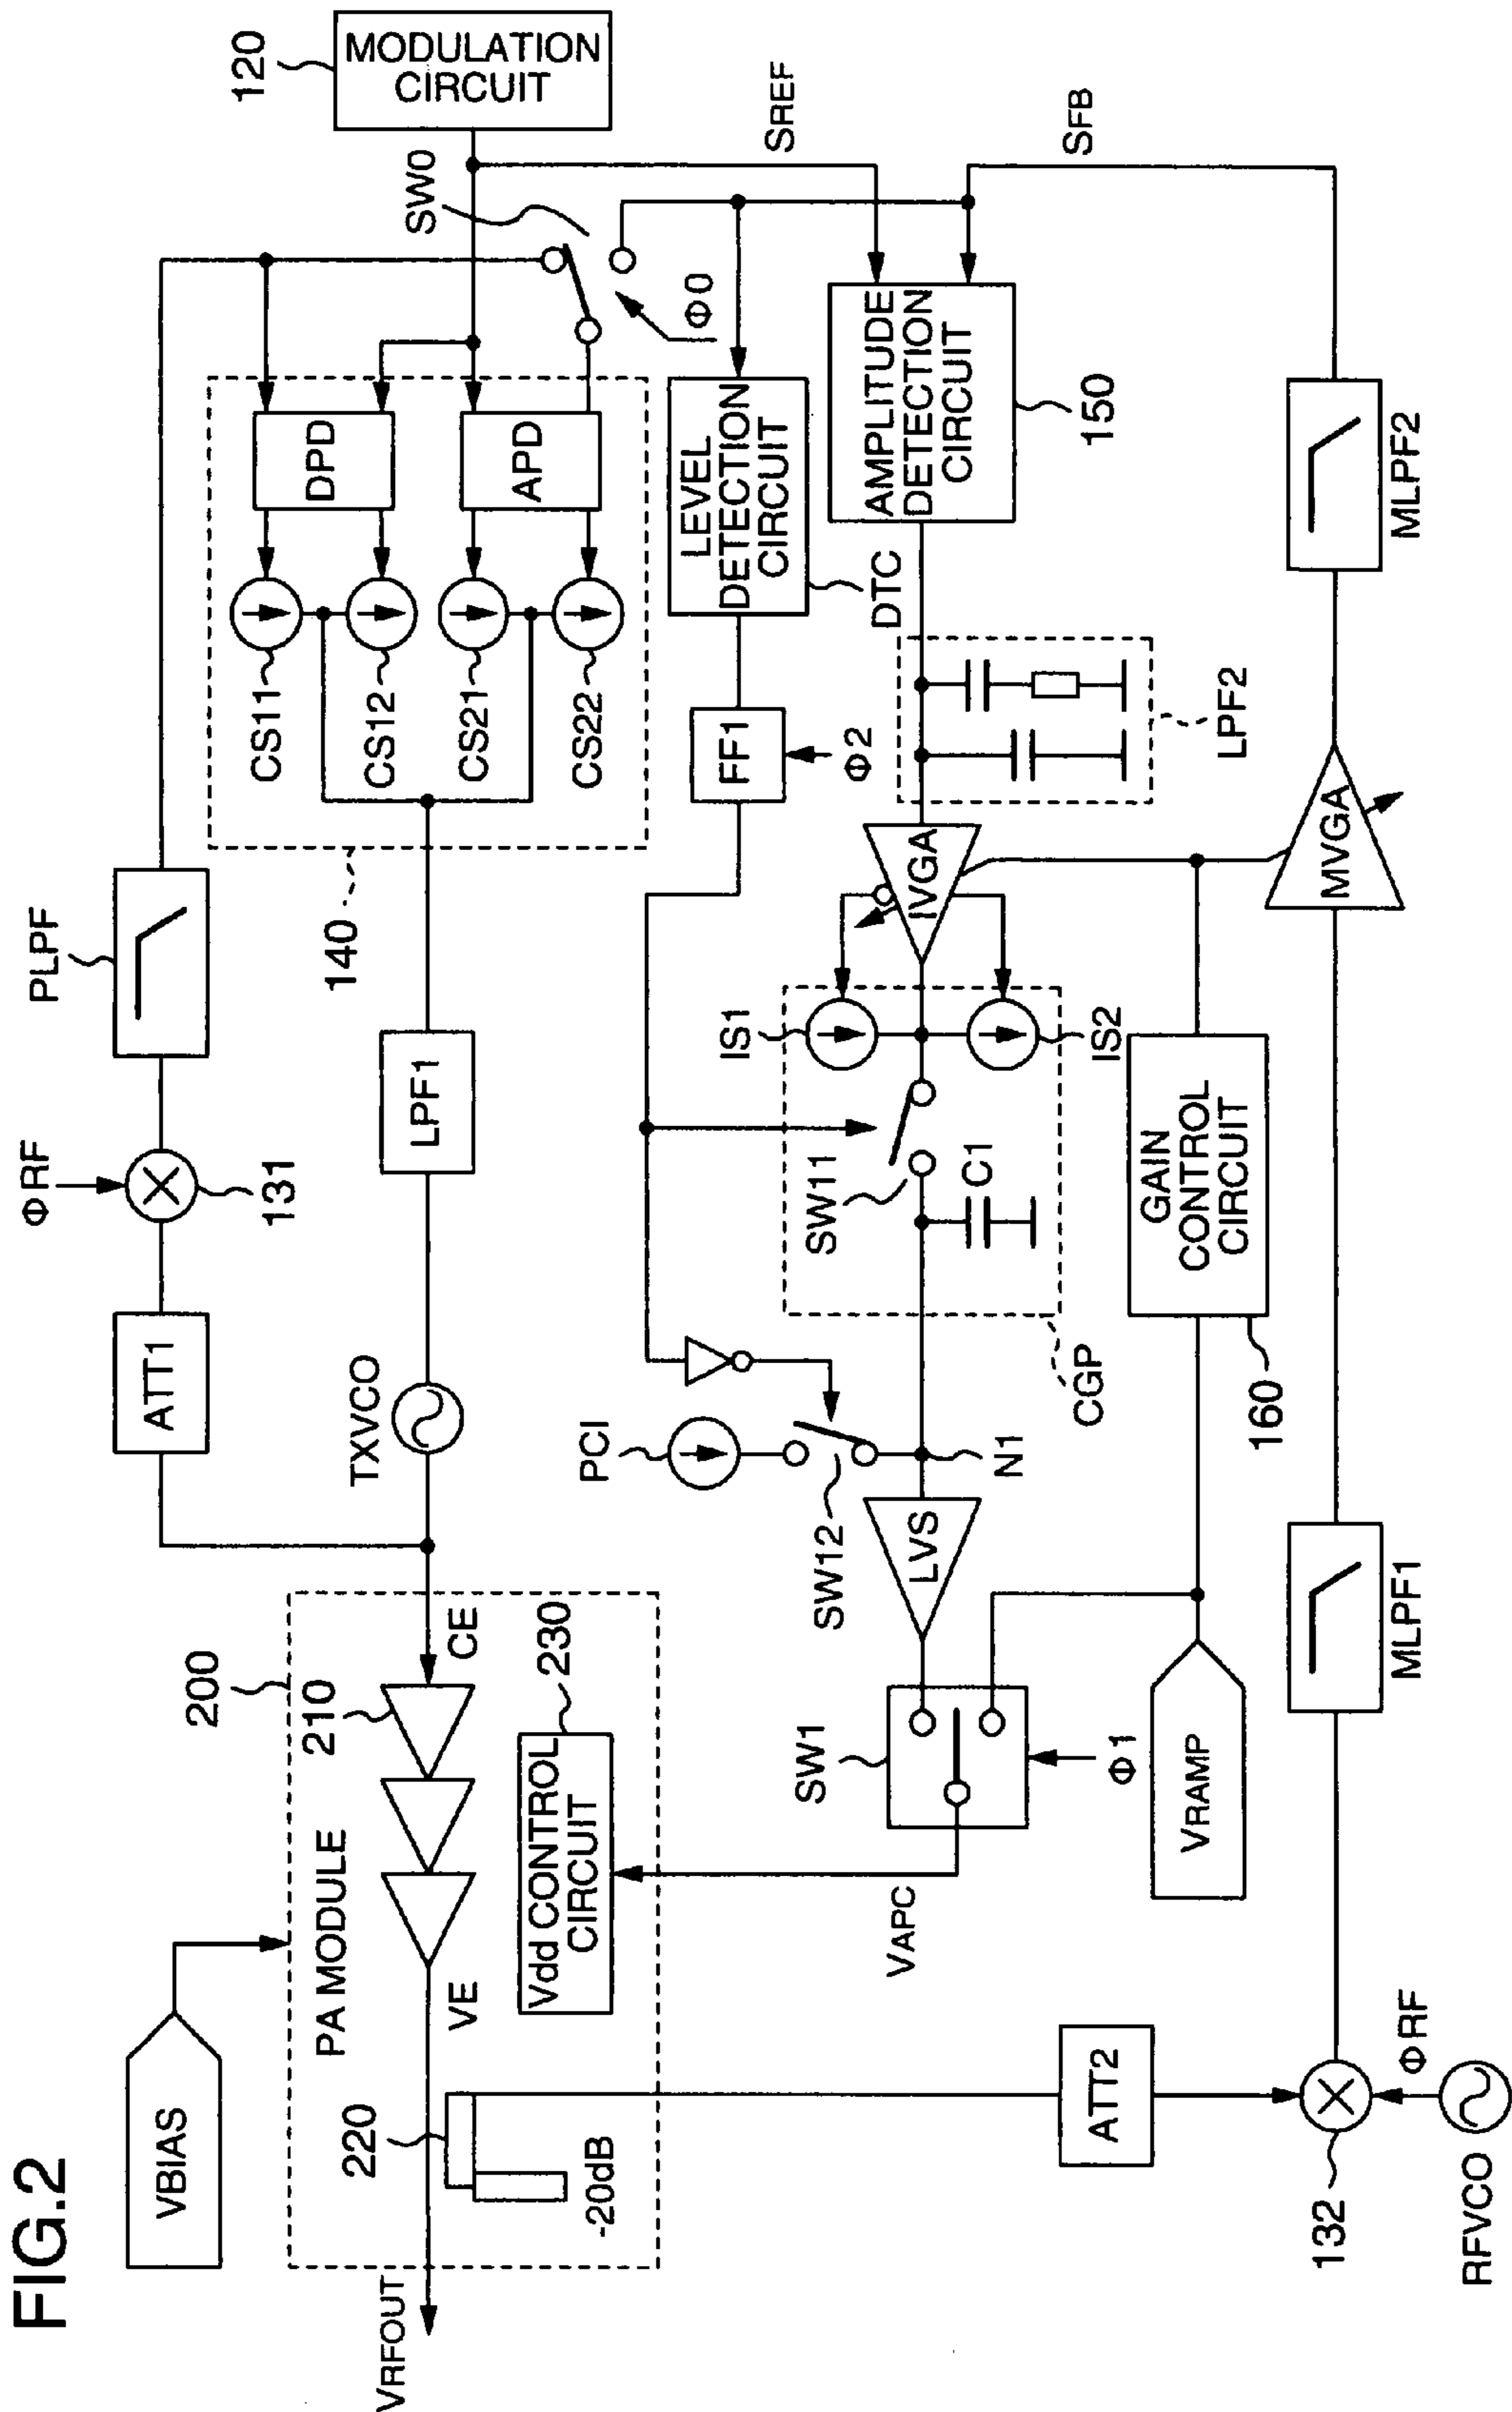 FIG.2
120
MODULATION
CIRCUIT
SREF
SFB
SW0
Φ0
PLPF
DPD
APD
CS11
CS12
CS21
CS22
140
LEVEL
DETECTION
CIRCUIT
DTC
AMPLITUDE
DETECTION
CIRCUIT
150
MLPF2
FF1
Φ2
LPF2
IVGA
MVGA
ΦRF
131
LPF1
IS1
IS2
SW11
C1
GAIN
CONTROL
CIRCUIT
160
CGP
ATT1
TXVCO
PCI
SW12
N1
LVS
MLPF1
200
210
CE
230
SW1
Φ1
VRAMP
PA MODULE
Vdd CONTROL
CIRCUIT
VAPC
VBIAS
VE
220
-20dB
ATT2
ΦRF
132
RFVCO
VRFOUT